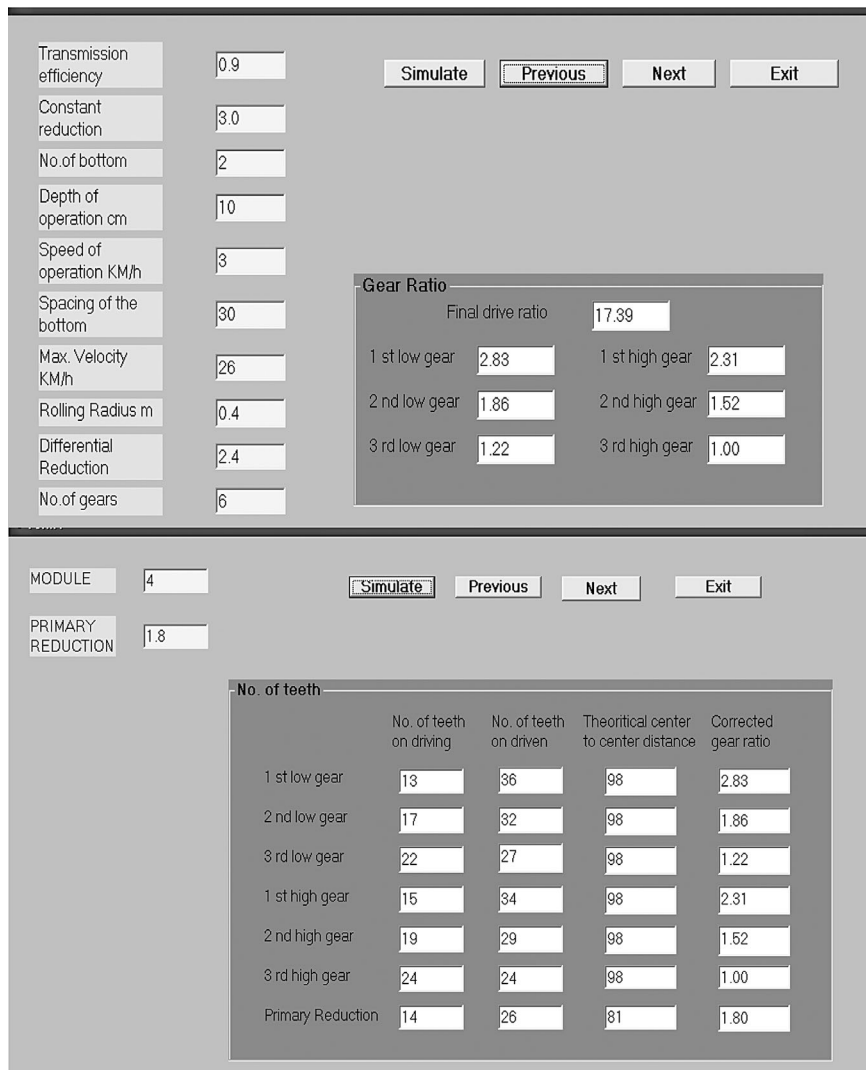 Transmission
efficiency
0.9
Simulate Previous Next Exit
Constant
reduction
3.0
No.of bottom 2
Depth of
operation cm
10
Speed of
operation KM/h
3
Spacing of the
bottom
30
Max. Velocity
KM/h
26
Rolling Radius m 0.4
Differential
Reduction
2.4
No.of gears 6
Gear Ratio
Final drive ratio 17.39
1 st low gear 2.83 1 st high gear 2.31
2 nd low gear 1.86 2 nd high gear 1.52
3 rd low gear 1.22 3 rd high gear 1.00
MODULE 4
Simulate Previous Next Exit
PRIMARY
REDUCTION
1.8
No. of teeth
No. of teeth No. of teeth Theoritical center Corrected
on driving on driven to center distance gear ratio
1 st low gear 13 36 98 2.83
2 nd low gear 17 32 98 1.86
3 rd low gear 22 27 98 1.22
1 st high gear 15 34 98 2.31
2 nd high gear 19 29 98 1.52
3 rd high gear 24 24 98 1.00
Primary Reduction 14 26 81 1.80